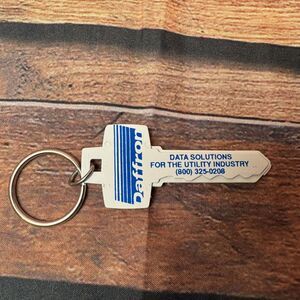 Daffron
DATA SOLUTIONS
FOR THE UTILITY INDUSTRY
(800) 325-0208